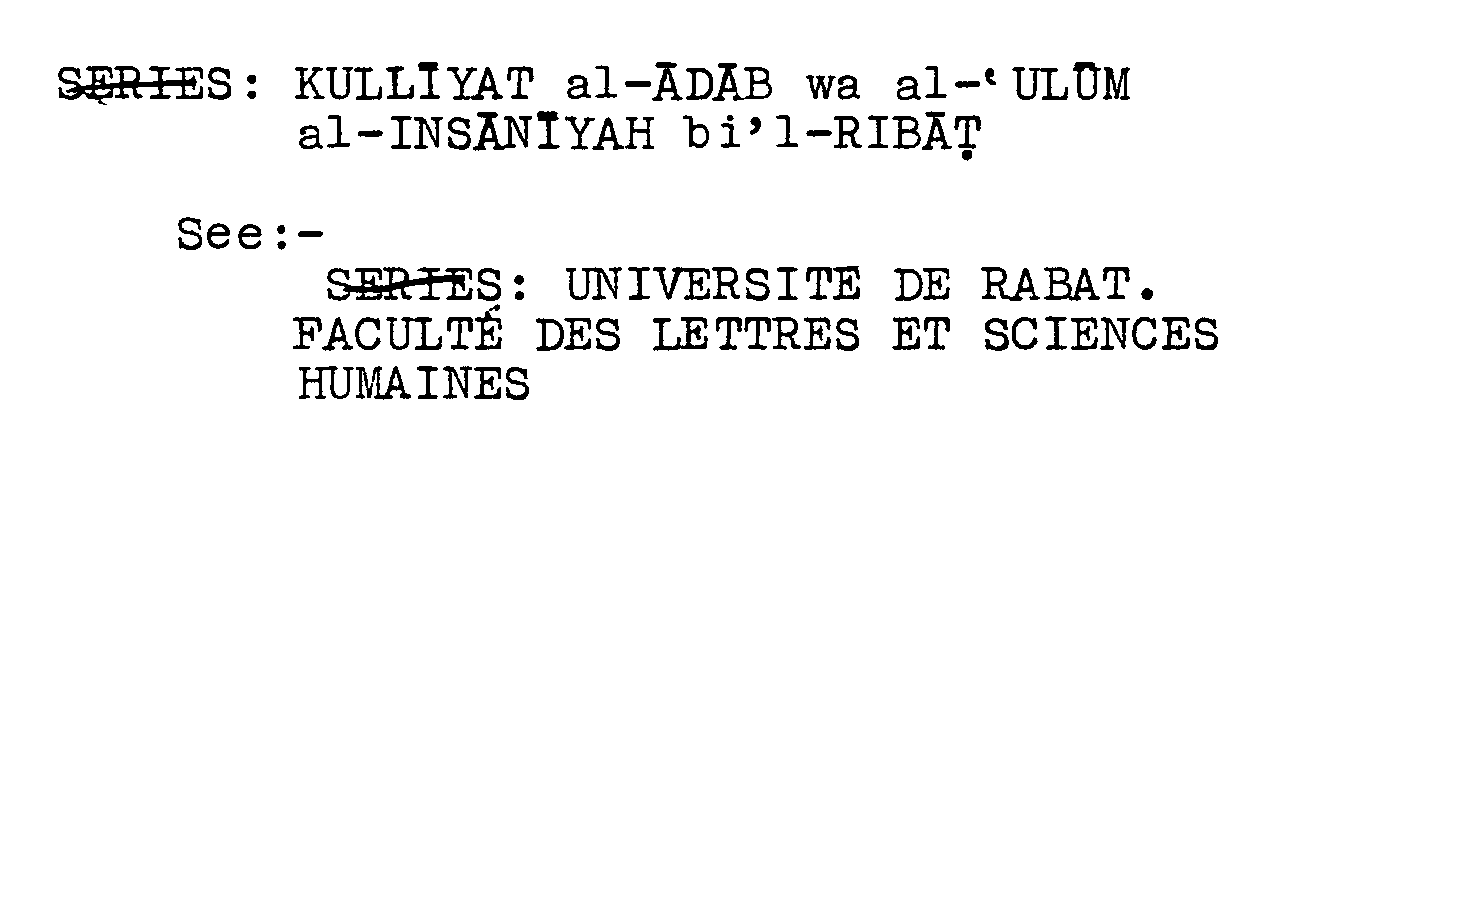 SERIES: KULLĪYAT al-ĀDĀB wa al-‘ULŪM
al-INSĀNĪYAH bi’l-RIBĀṬ
See:-
SERIES: UNIVERSITE DE RABAT.
FACULTÉ DES LETTRES ET SCIENCES
HUMAINES